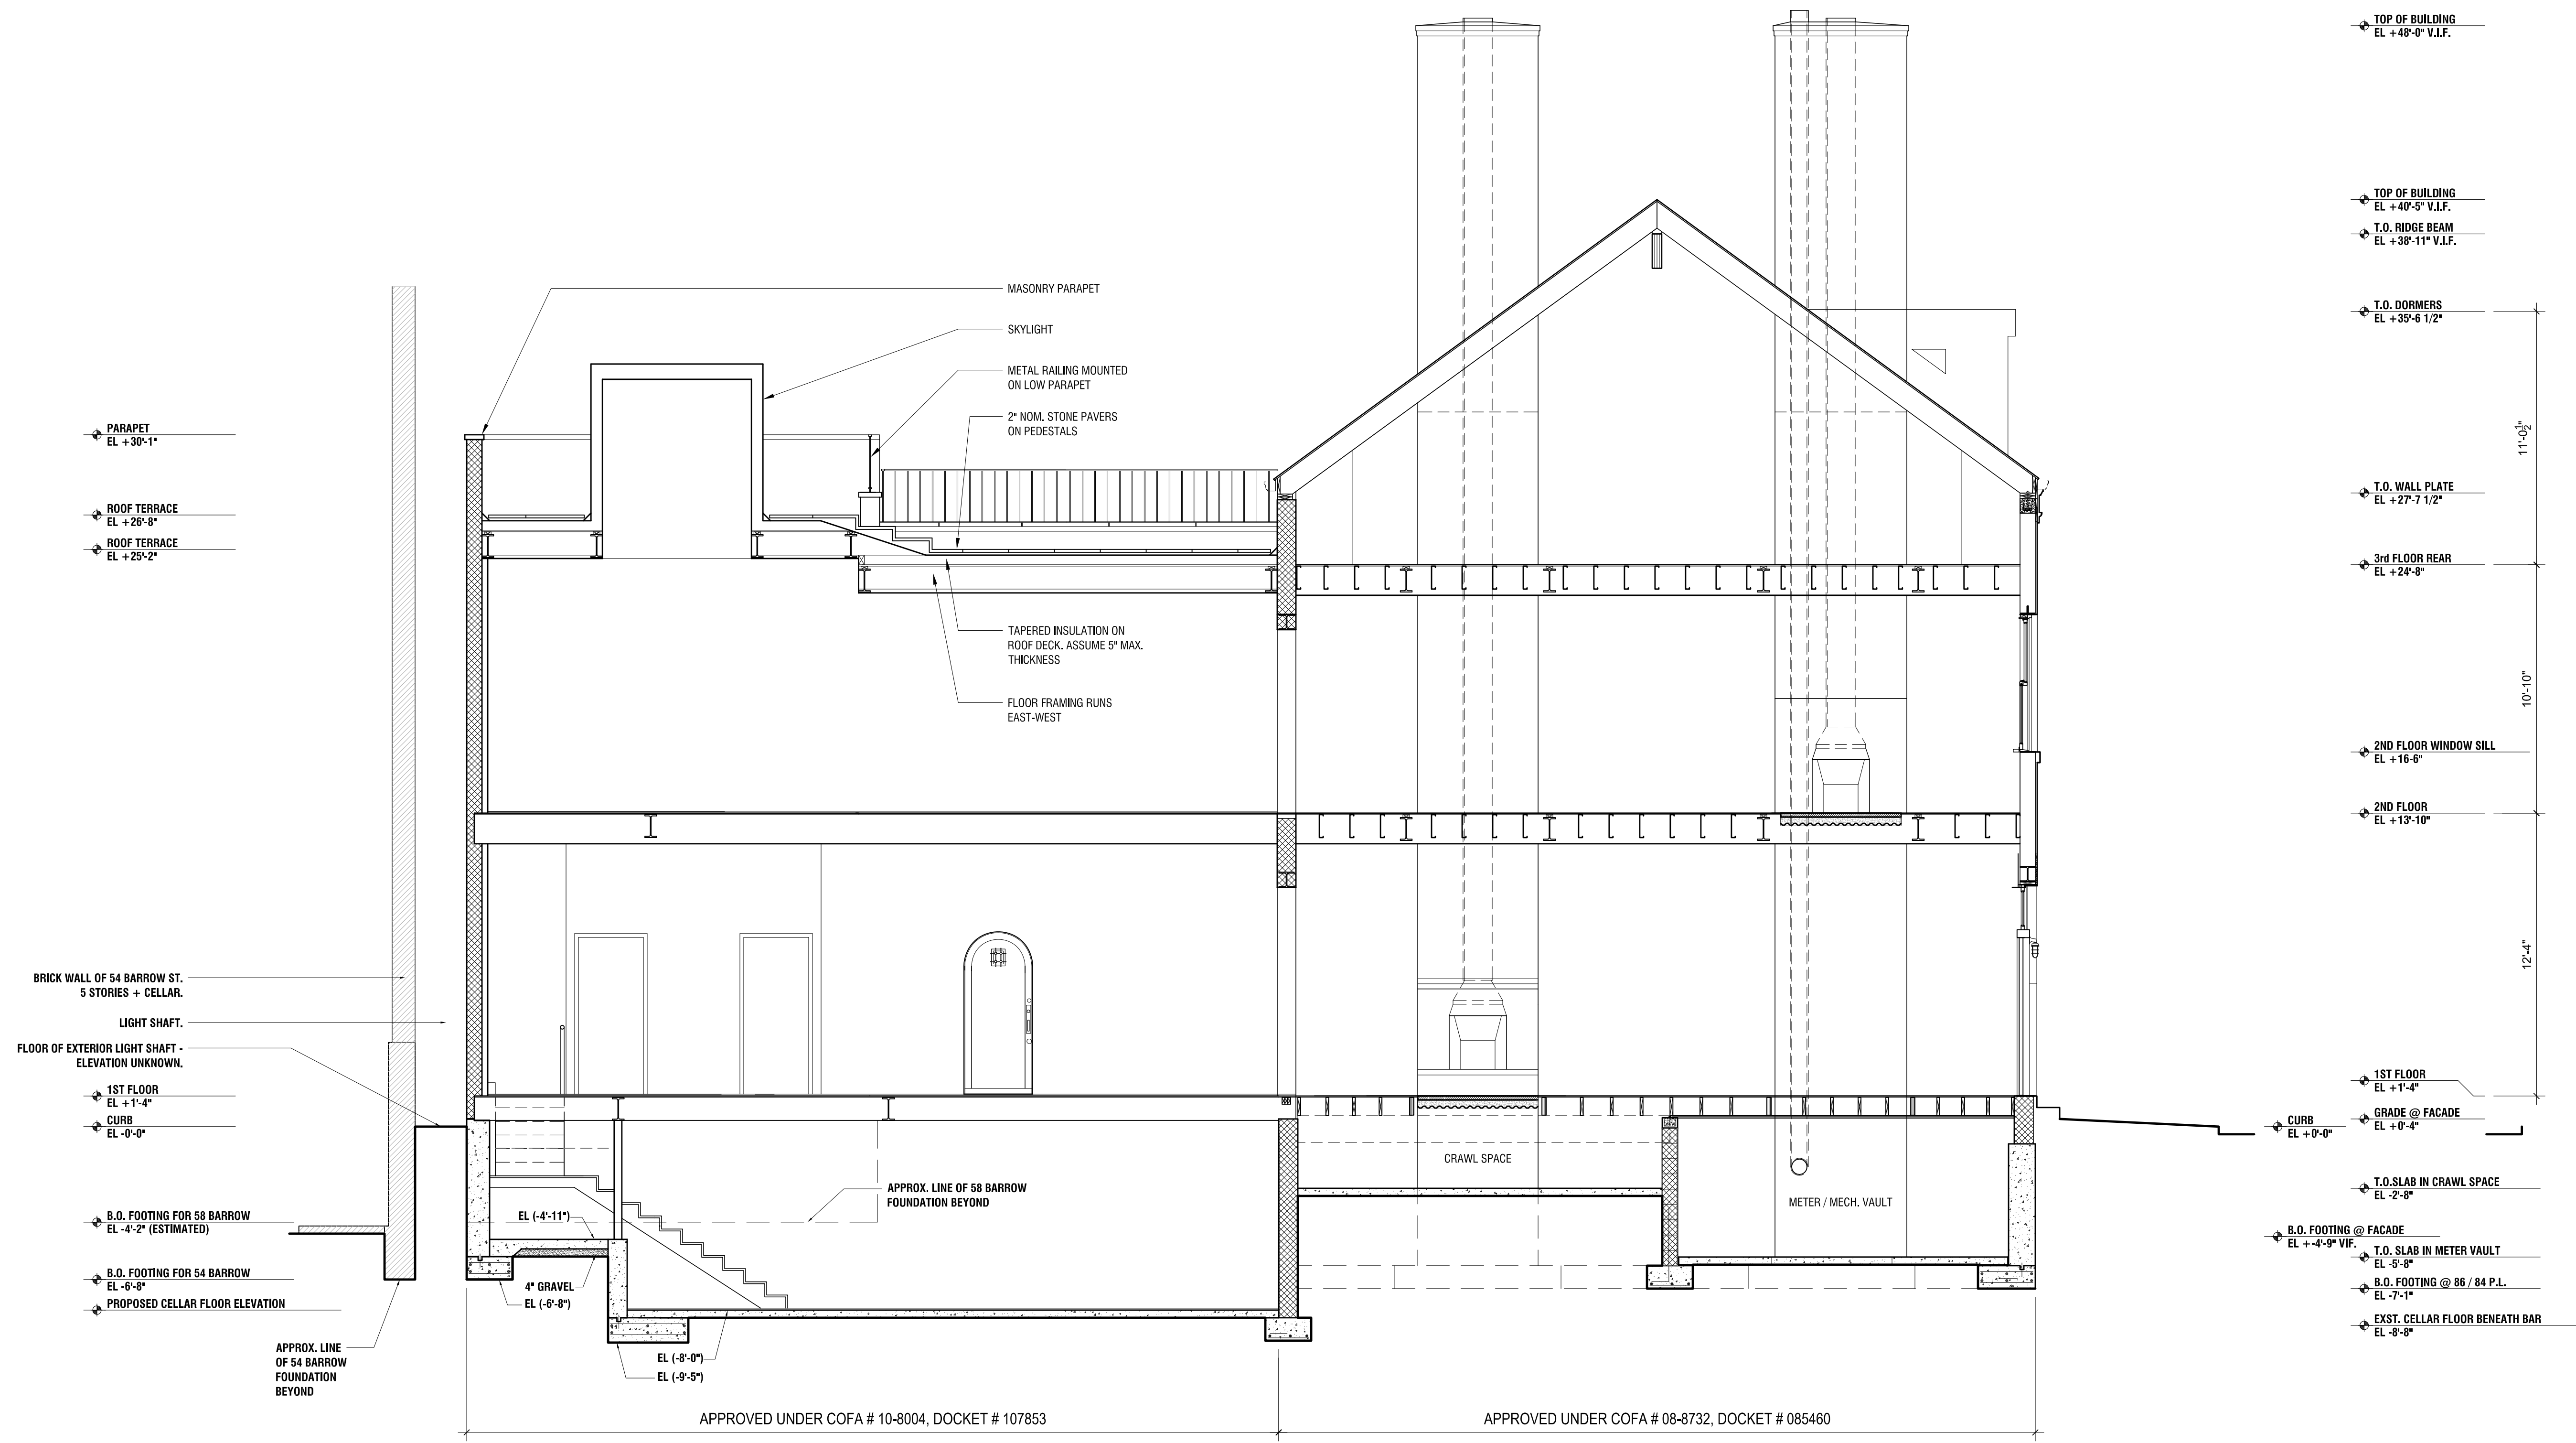 TOP OF BUILDING
EL +48'-0" V.I.F.
TOP OF BUILDING
EL +40'-5" V.I.F.
T.O. RIDGE BEAM
EL +38'-11" V.I.F.
MASONRY PARAPET
SKYLIGHT
METAL RAILING MOUNTED
ON LOW PARAPET
2" NOM. STONE PAVERS
ON PEDESTALS
T.O. DORMERS
EL +35'-6 1/2"
11'-0½"
PARAPET
EL +30'-1"
ROOF TERRACE
EL +26'-8"
ROOF TERRACE
EL +25'-2"
T.O. WALL PLATE
EL +27'-7 1/2"
3rd FLOOR REAR
EL +24'-8"
TAPERED INSULATION ON
ROOF DECK. ASSUME 5" MAX.
THICKNESS
FLOOR FRAMING RUNS
EAST-WEST
10'-10"
2ND FLOOR WINDOW SILL
EL +16-6"
2ND FLOOR
EL +13'-10"
12'-4"
BRICK WALL OF 54 BARROW ST.
5 STORIES + CELLAR.
LIGHT SHAFT.
FLOOR OF EXTERIOR LIGHT SHAFT -
ELEVATION UNKNOWN.
1ST FLOOR
EL +1'-4"
CURB
EL -0'-0"
1ST FLOOR
EL +1'-4"
CURB
EL +0'-0"
GRADE @ FACADE
EL +0'-4"
CRAWL SPACE
METER / MECH. VAULT
APPROX. LINE OF 58 BARROW
FOUNDATION BEYOND
T.O.SLAB IN CRAWL SPACE
EL -2'-8"
B.O. FOOTING FOR 58 BARROW
EL -4'-2" (ESTIMATED)
EL (-4'-11")
B.O. FOOTING @ FACADE
EL +-4'-9" VIF.
T.O. SLAB IN METER VAULT
EL -5'-8"
B.O. FOOTING FOR 54 BARROW
EL -6'-8"
4" GRAVEL
EL (-6'-8")
B.O. FOOTING @ 86 / 84 P.L.
EL -7'-1"
PROPOSED CELLAR FLOOR ELEVATION
EXST. CELLAR FLOOR BENEATH BAR
EL -8'-8"
APPROX. LINE
OF 54 BARROW
FOUNDATION
BEYOND
EL (-8'-0")
EL (-9'-5")
APPROVED UNDER COFA # 10-8004, DOCKET # 107853
APPROVED UNDER COFA # 08-8732, DOCKET # 085460